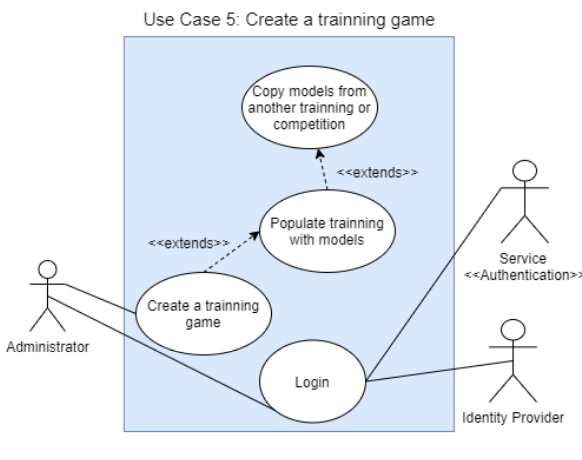 Use Case 5: Create a trainning game
Copy models from
another trainning or
competition
<<extends>>
Populate trainning
with models
<<extends>>
Service
<<Authentication>>
Create a trainning
game
Administrator
Login
Identity Provider